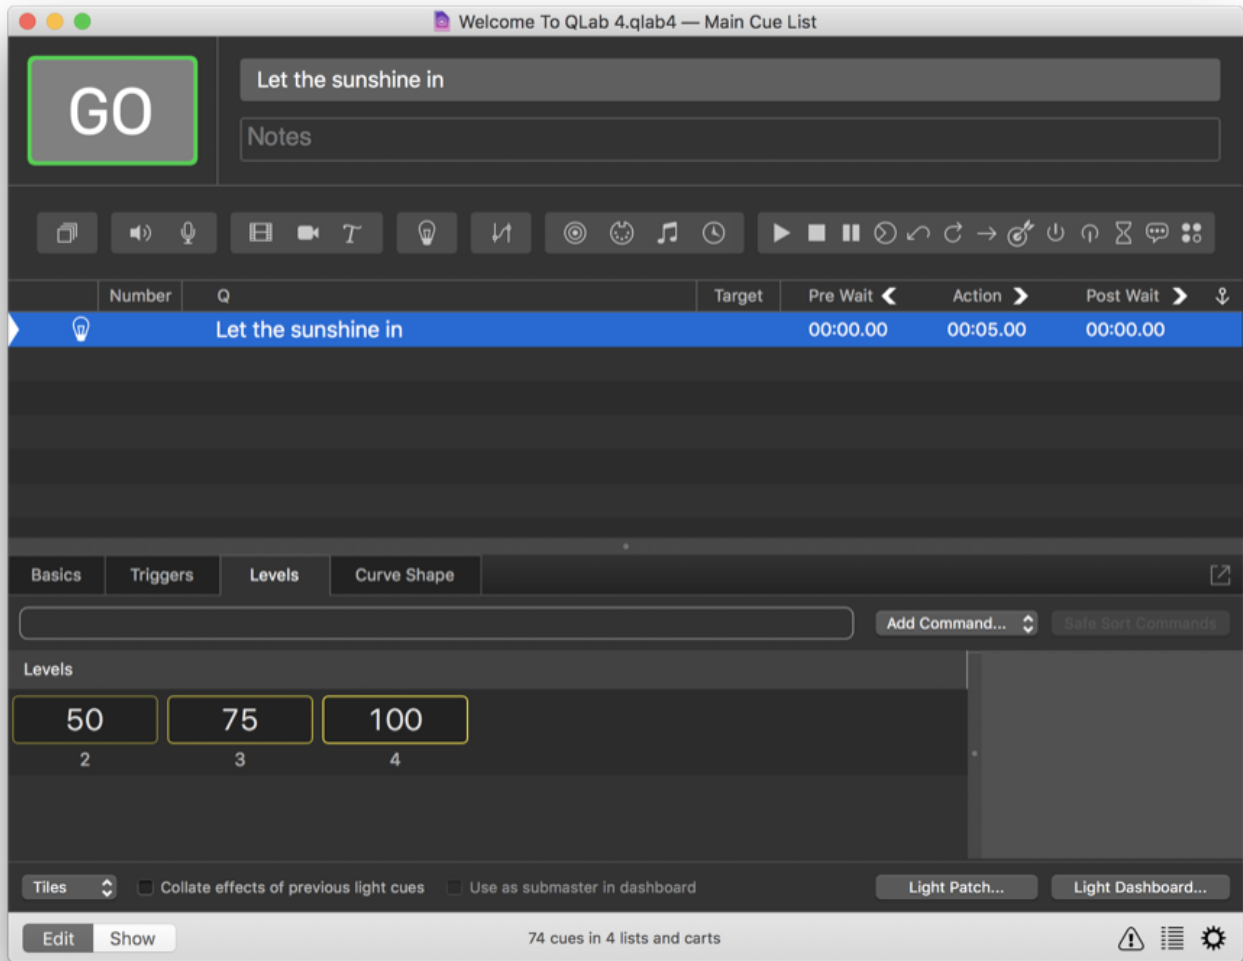 Welcome To QLab 4.qlab4 — Main Cue List
GO
Let the sunshine in
Notes
Number Q Target Pre Wait Action Post Wait
Let the sunshine in 00:00.00 00:05.00 00:00.00
Basics Triggers Levels Curve Shape
Add Command... Safe Sort Commands
Levels
50 75 100
2 3 4
Tiles Collate effects of previous light cues Use as submaster in dashboard Light Patch... Light Dashboard...
Edit Show 74 cues in 4 lists and carts